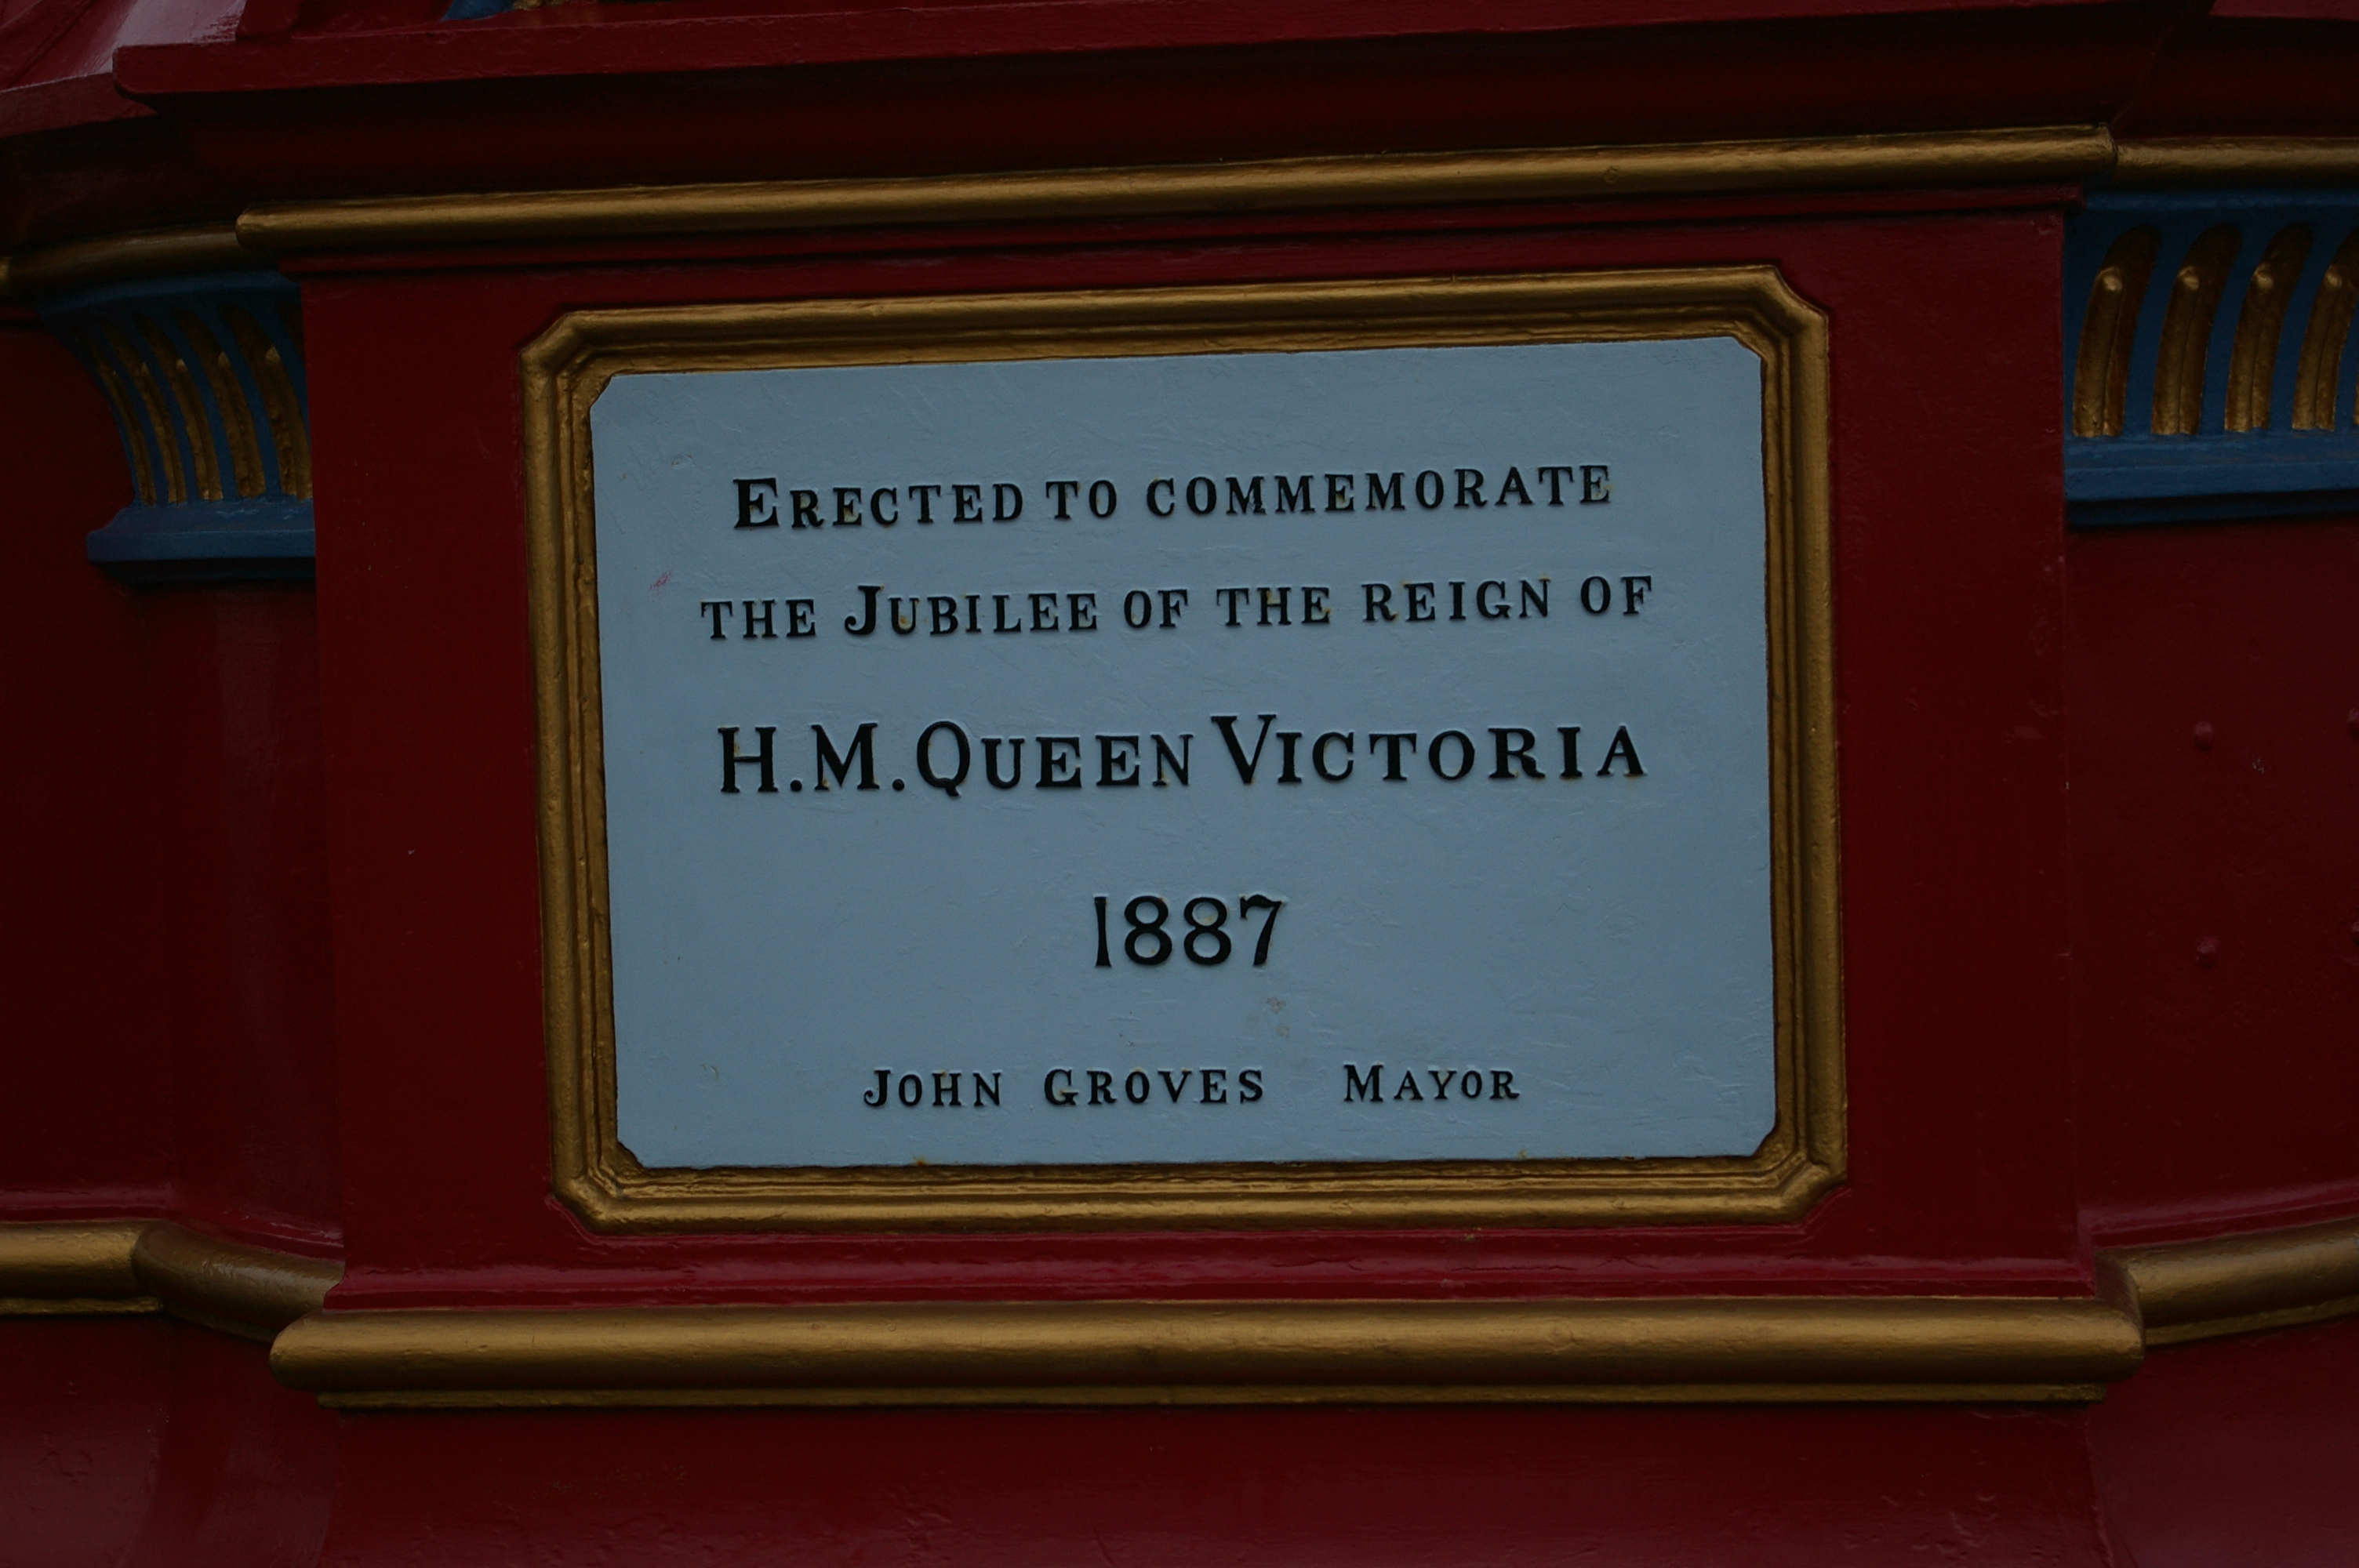 ERECTED TO COMMEMORATE
THE JUBILEE OF THE REIGN OF
H.M. QUEEN VICTORIA
1887
JOHN GROVES MAYOR